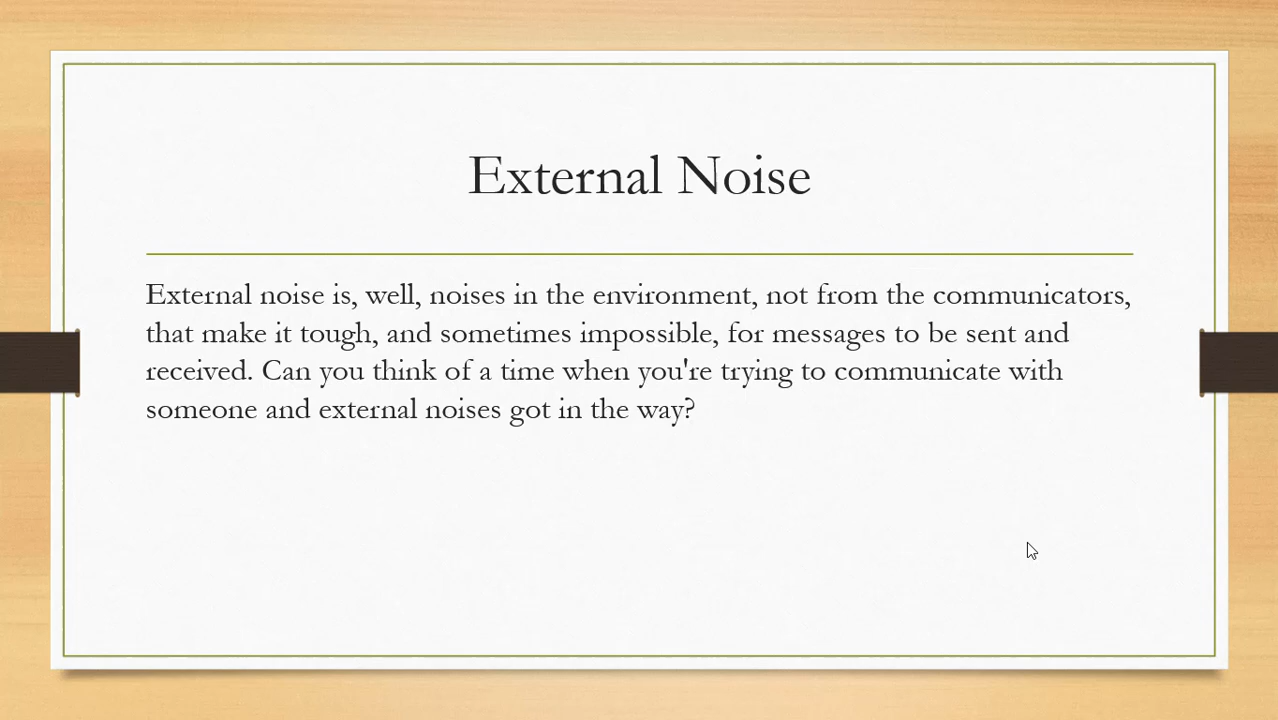 External Noise
External noise is, well, noises in the environment, not from the communicators,
that make it tough, and sometimes impossible, for messages to be sent and
received. Can you think of a time when you're trying to communicate with
someone and external noises got in the way?